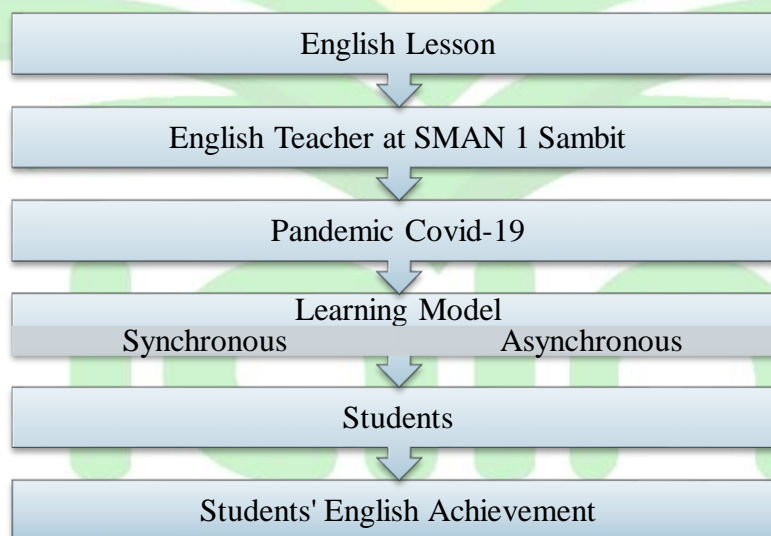 English Lesson
English Teacher at SMAN 1 Sambit
Pandemic Covid-19
Learning Model
Synchronous Asynchronous
Students
Students' English Achievement